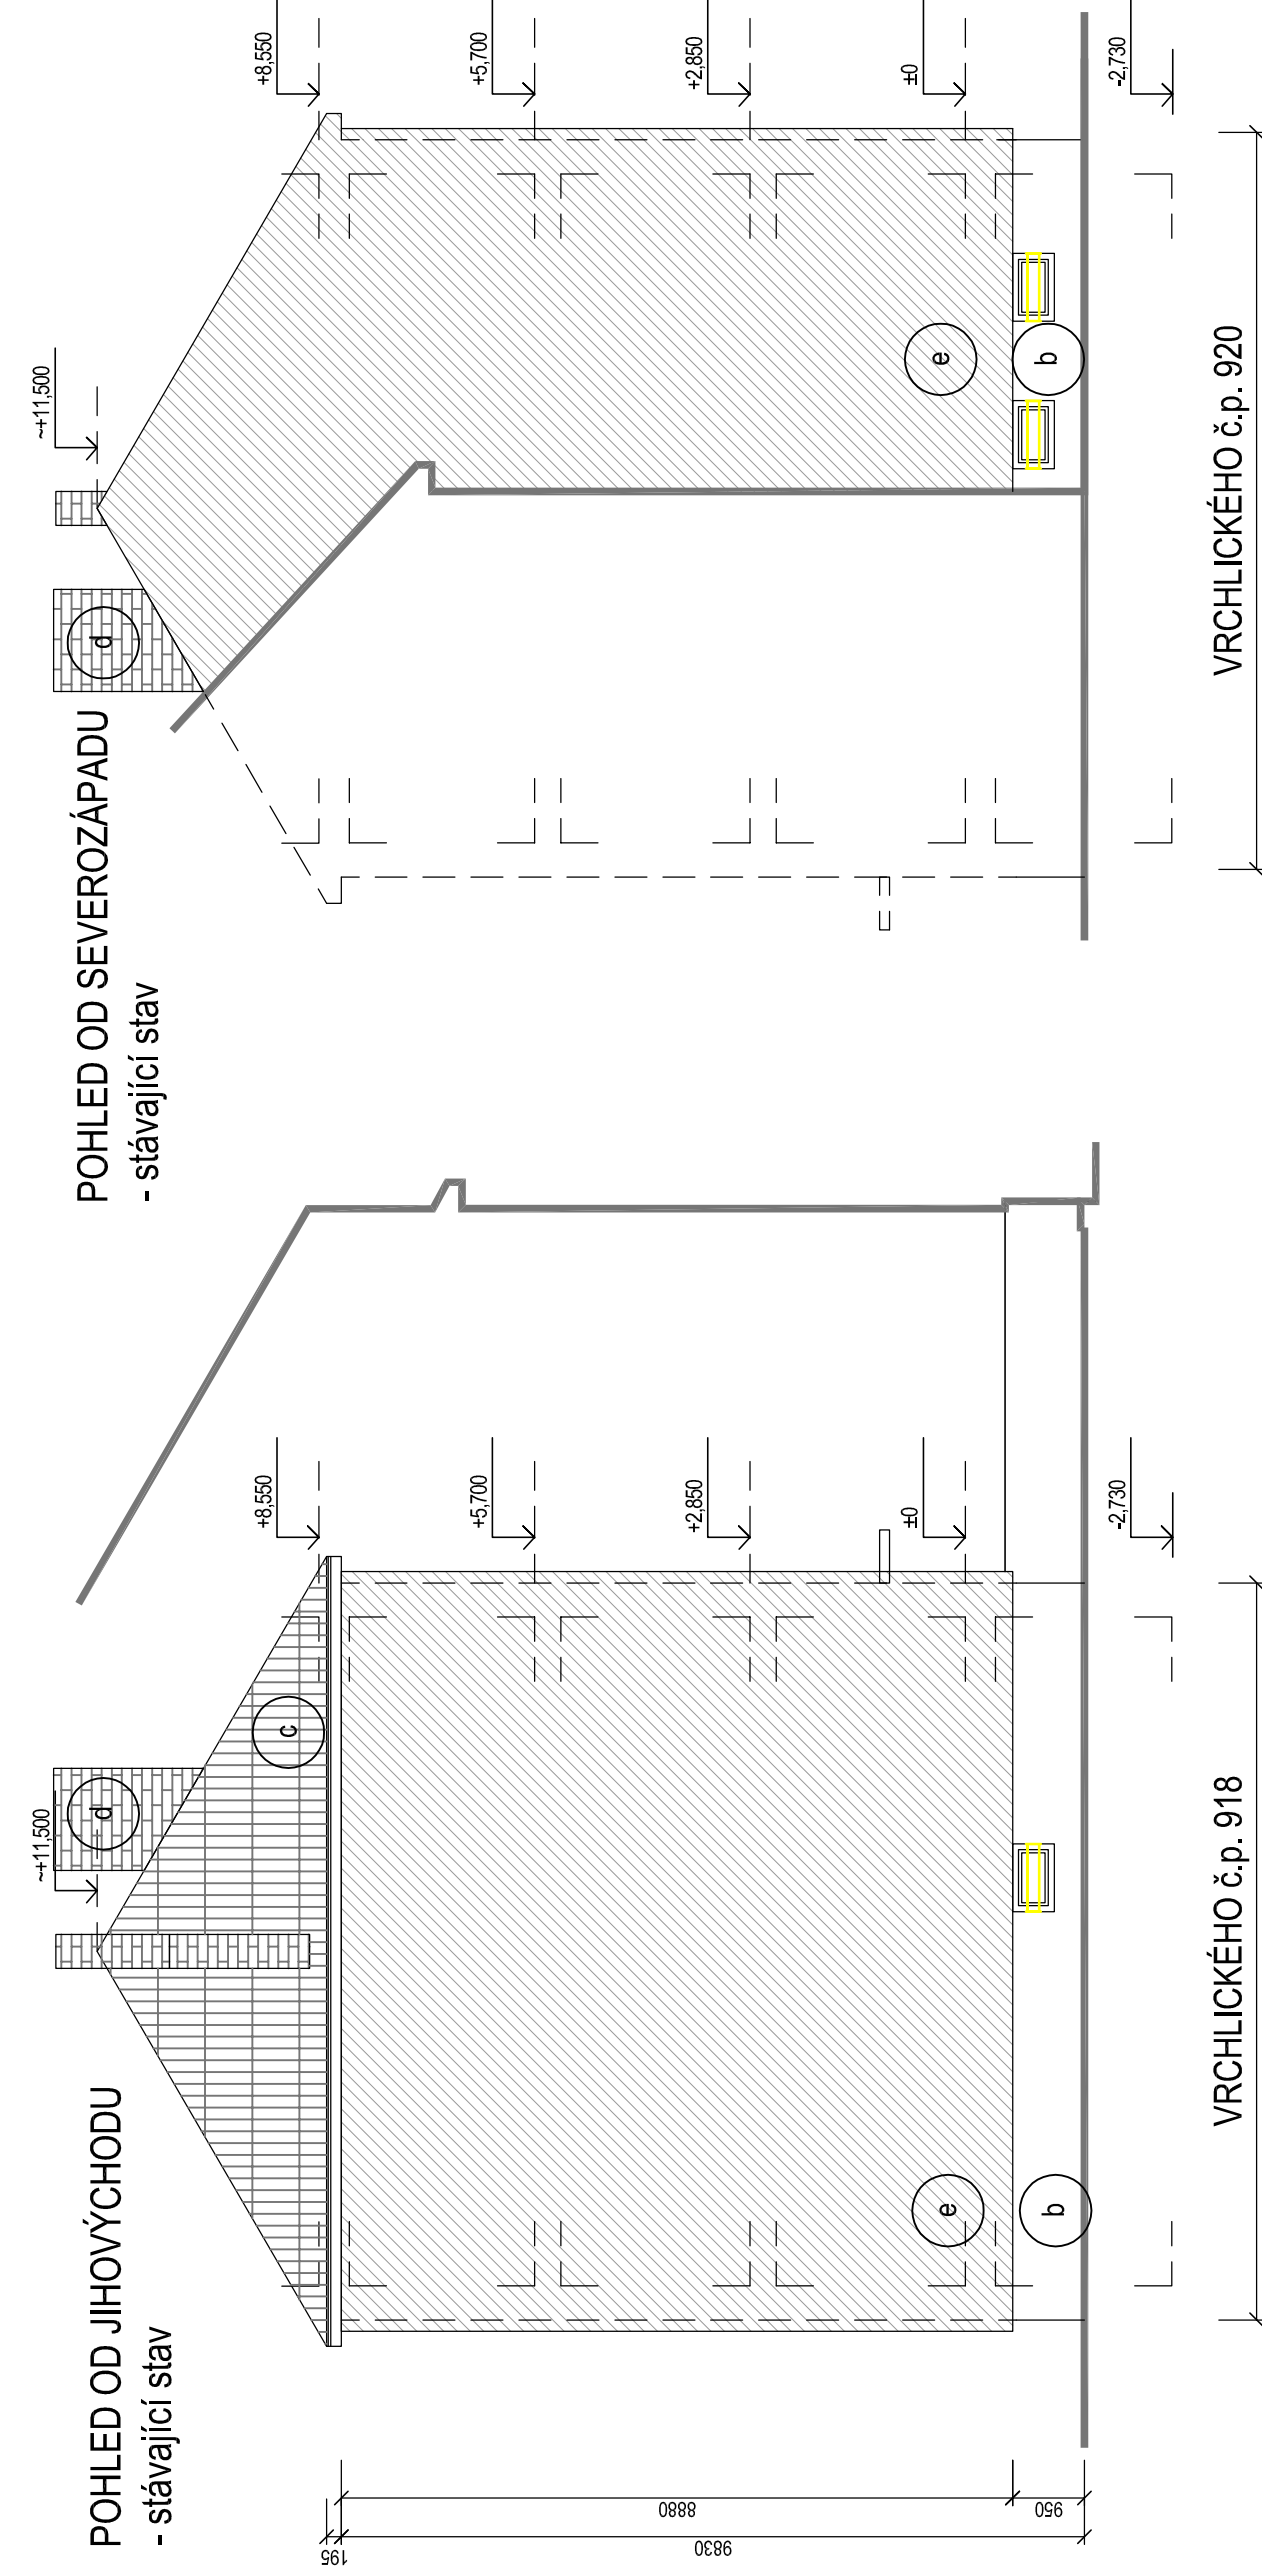 POHLED OD JIHOVÝCHODU
- stávající stav
~+11,500
d
c
+8,550
+5,700
+2,850
±0
-2,730
e
b
195
8880
950
9830
VRCHLICKÉHO č.p. 918
POHLED OD SEVEROZÁPADU
- stávající stav
~+11,500
d
+8,550
+5,700
+2,850
±0
-2,730
e
b
VRCHLICKÉHO č.p. 920